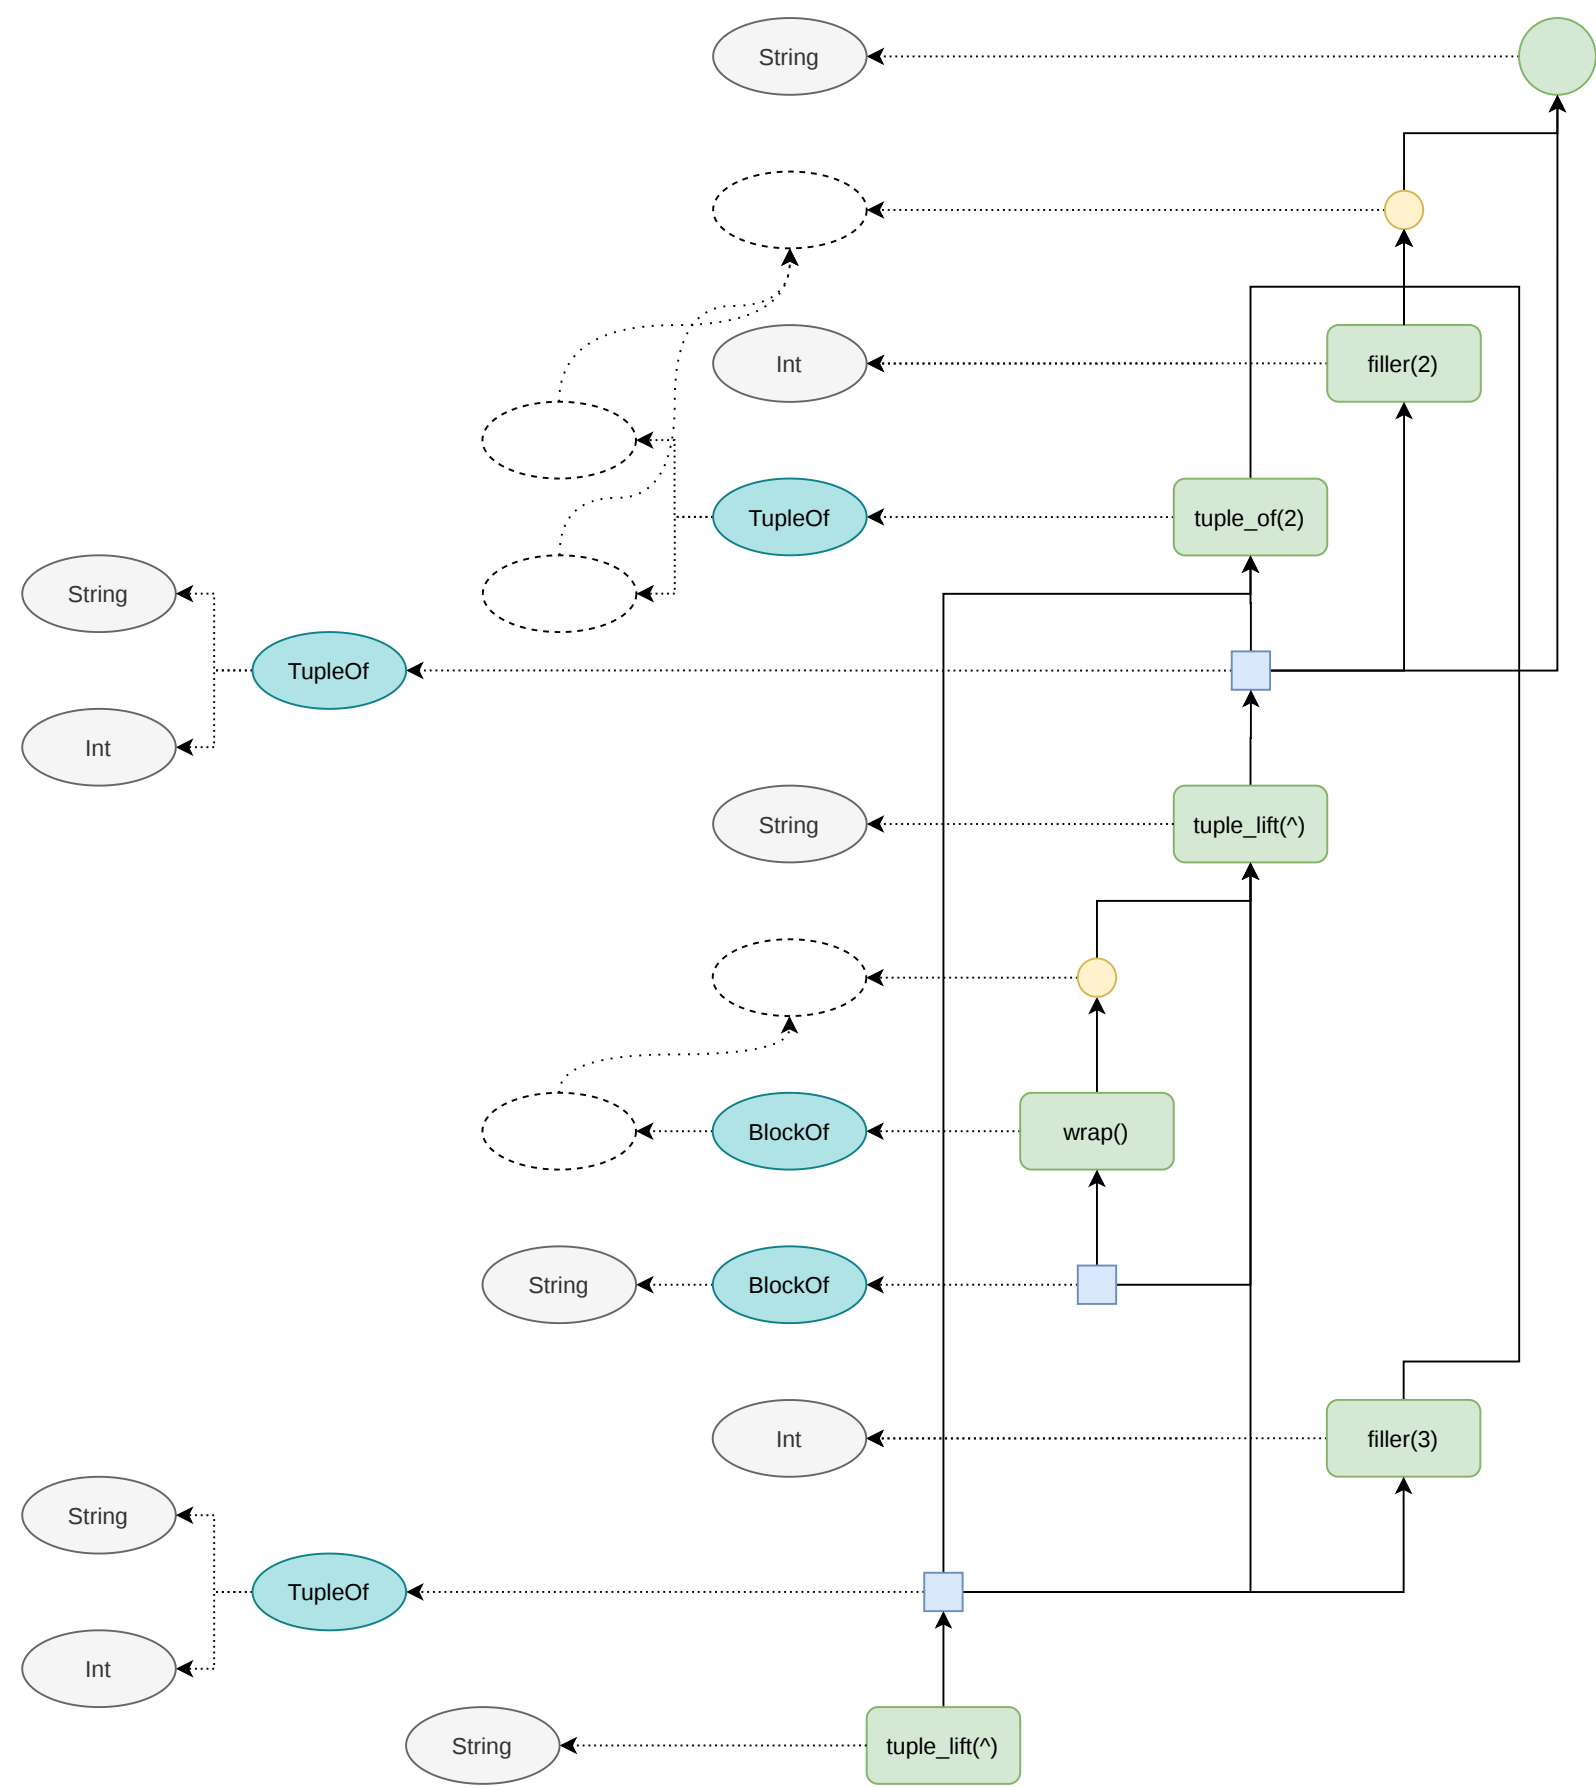 String
Int
filler(2)
TupleOf
tuple_of(2)
String
TupleOf
Int
String
tuple_lift(^)
BlockOf
wrap()
String
BlockOf
Int
filler(3)
String
TupleOf
Int
String
tuple_lift(^)